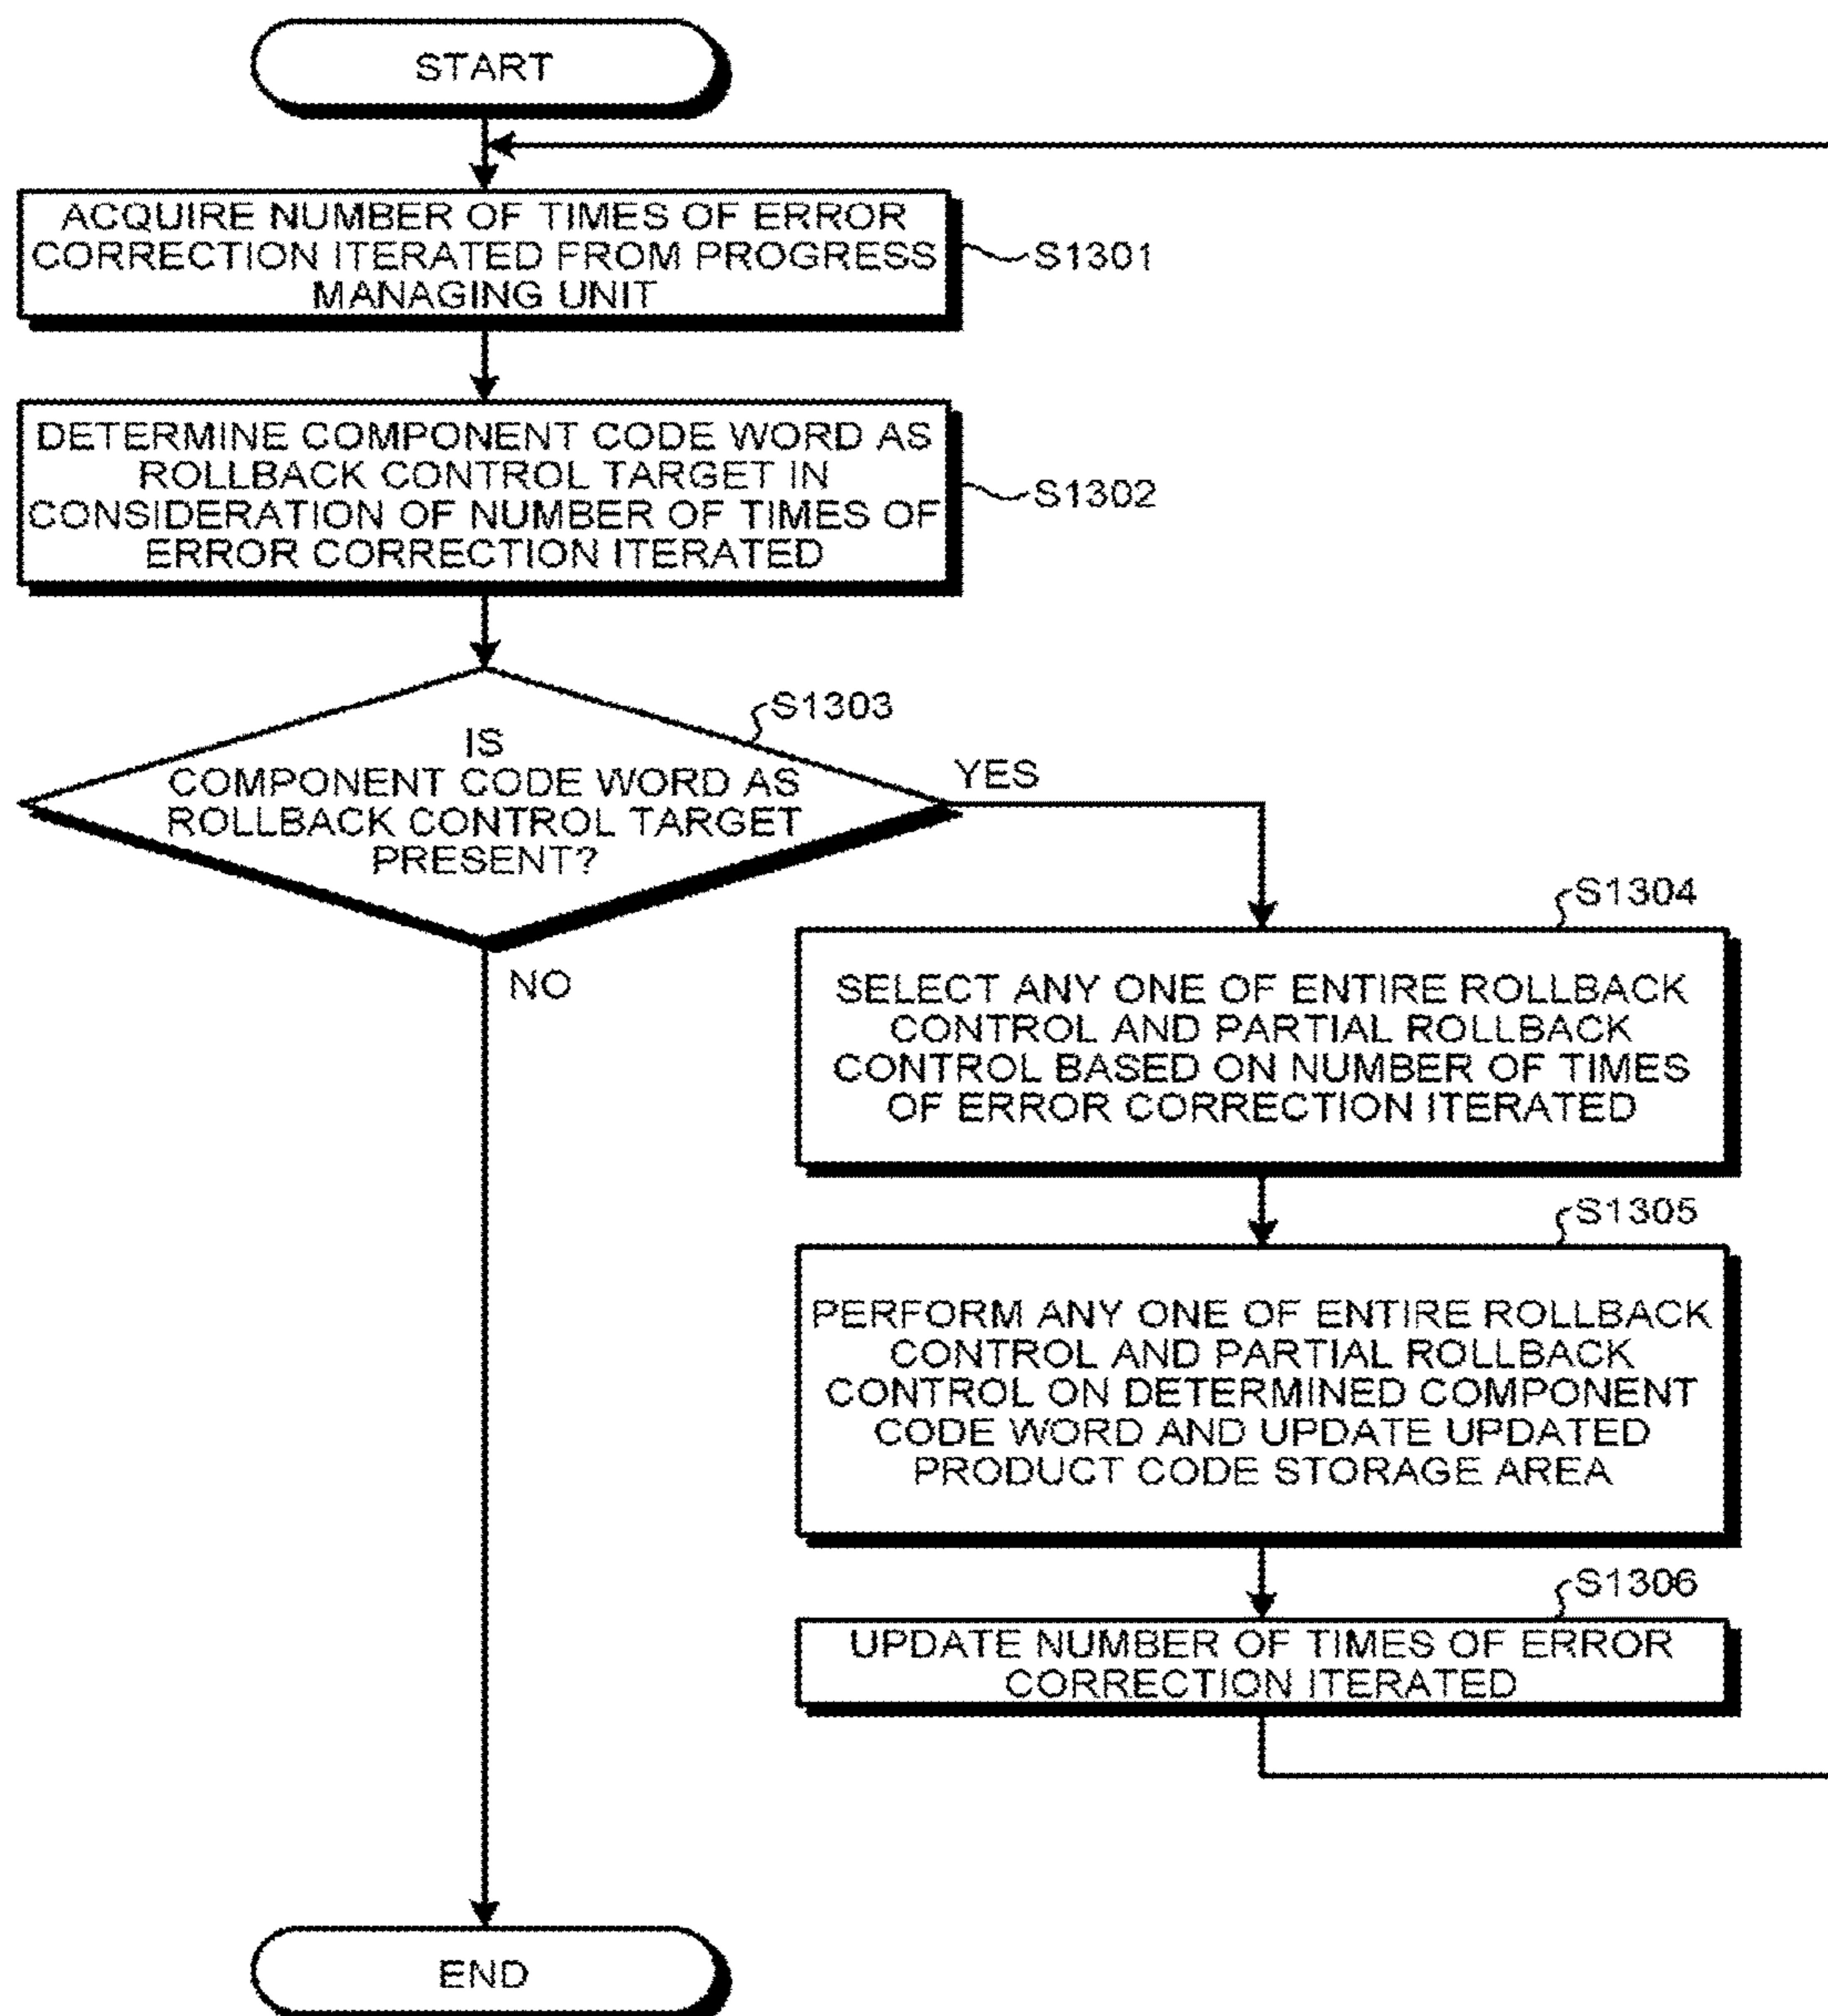 START
ACQUIRE NUMBER OF TIMES OF ERROR
CORRECTION ITERATED FROM PROGRESS
MANAGING UNIT
S1301
DETERMINE COMPONENT CODE WORD AS
ROLLBACK CONTROL TARGET IN
CONSIDERATION OF NUMBER OF TIMES OF
ERROR CORRECTION ITERATED
S1302
S1303
IS
COMPONENT CODE WORD AS
ROLLBACK CONTROL TARGET
PRESENT?
YES
NO
S1304
SELECT ANY ONE OF ENTIRE ROLLBACK
CONTROL AND PARTIAL ROLLBACK
CONTROL BASED ON NUMBER OF TIMES
OF ERROR CORRECTION ITERATED
S1305
PERFORM ANY ONE OF ENTIRE ROLLBACK
CONTROL AND PARTIAL ROLLBACK
CONTROL ON DETERMINED COMPONENT
CODE WORD AND UPDATE UPDATED
PRODUCT CODE STORAGE AREA
S1306
UPDATE NUMBER OF TIMES OF ERROR
CORRECTION ITERATED
END